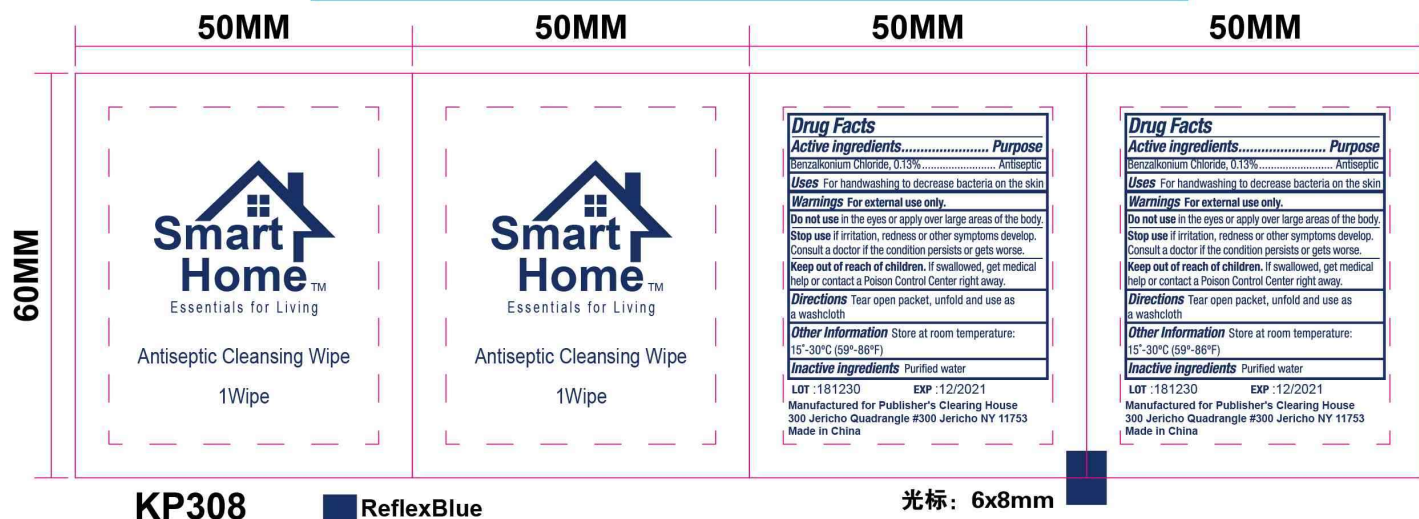 50MM 50MM 50MM 50MM
60MM
Smart
Home TM
Essentials for Living
Antiseptic Cleansing Wipe
1Wipe
Smart
Home TM
Essentials for Living
Antiseptic Cleansing Wipe
1Wipe
Drug Facts
Active ingredients....................... Purpose
Benzalkonium Chloride, 0.13%....................... Antiseptic
Uses For handwashing to decrease bacteria on the skin
Warnings For external use only.
Do not use in the eyes or apply over large areas of the body.
Stop use if irritation, redness or other symptoms develop.
Consult a doctor if the condition persists or gets worse.
Keep out of reach of children. If swallowed, get medical
help or contact a Poison Control Center right away.
Directions Tear open packet, unfold and use as
a washcloth
Other Information Store at room temperature:
15°-30ºC (59º-86ºF)
Inactive ingredients Purified water
LOT :181230 EXP :12/2021
Manufactured for Publisher's Clearing House
300 Jericho Quadrangle #300 Jericho NY 11753
Made in China
Drug Facts
Active ingredients....................... Purpose
Benzalkonium Chloride, 0.13%....................... Antiseptic
Uses For handwashing to decrease bacteria on the skin
Warnings For external use only.
Do not use in the eyes or apply over large areas of the body.
Stop use if irritation, redness or other symptoms develop.
Consult a doctor if the condition persists or gets worse.
Keep out of reach of children. If swallowed, get medical
help or contact a Poison Control Center right away.
Directions Tear open packet, unfold and use as
a washcloth
Other Information Store at room temperature:
15°-30ºC (59º-86ºF)
Inactive ingredients Purified water
LOT :181230 EXP :12/2021
Manufactured for Publisher's Clearing House
300 Jericho Quadrangle #300 Jericho NY 11753
Made in China
KP308 ReflexBlue 光标：6x8mm